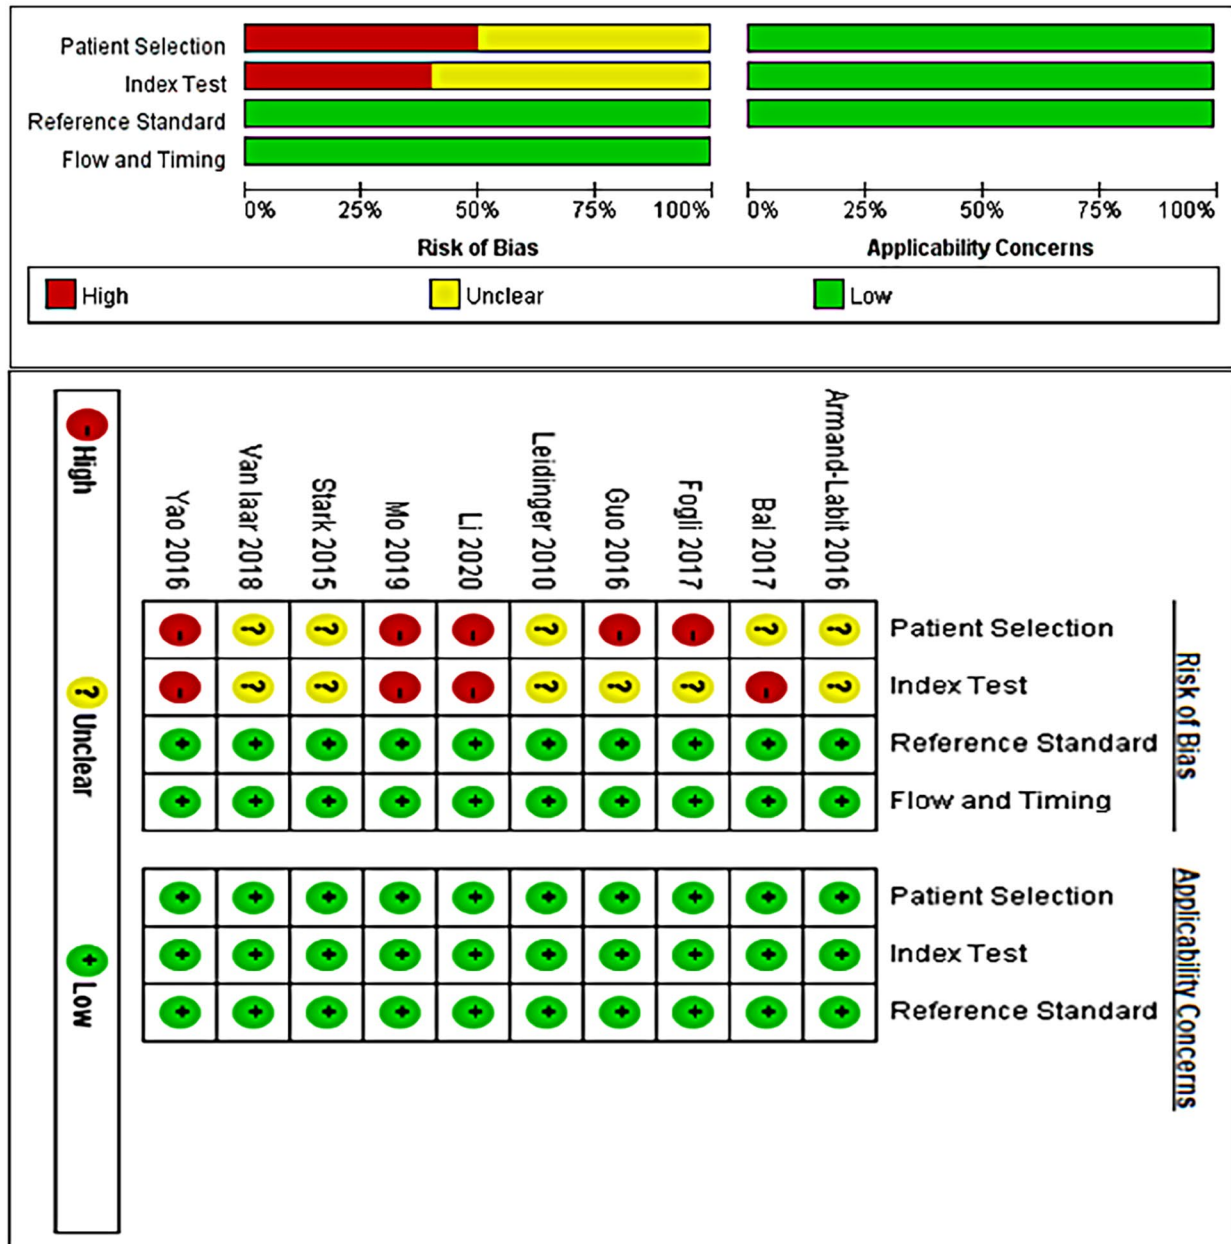 Patient Selection
Index Test
Reference Standard
Flow and Timing
0% 25% 50% 75% 100% 0% 25% 50% 75% 100%
Risk of Bias Applicability Concerns
High Unclear Low
- High
? Unclear
+ Low
Yao 2016
Van laar 2018
Stark 2015
Mo 2019
Li 2020
Leidinger 2010
Guo 2016
Fogli 2017
Bai 2017
Armand-Labit 2016
- ? ? - - ? - - ? ? Patient Selection
- ? ? - - ? ? ? - ? Index Test
+ + + + + + + + + + Reference Standard
+ + + + + + + + + + Flow and Timing
Risk of Bias
+ + + + + + + + + + Patient Selection
+ + + + + + + + + + Index Test
+ + + + + + + + + + Reference Standard
Applicability Concerns